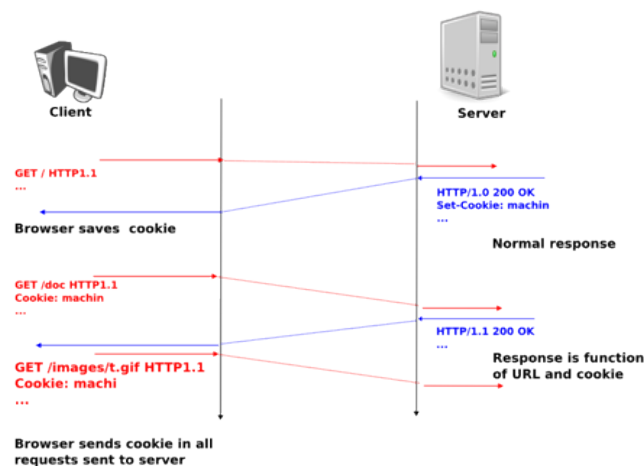 Client
Server
GET / HTTP1.1
...
HTTP/1.0 200 OK
Set-Cookie: machin
...
Browser saves cookie
Normal response
GET /doc HTTP1.1
Cookie: machin
...
HTTP/1.1 200 OK
...
GET /images/t.gif HTTP1.1
Cookie: machi
...
Response is function
of URL and cookie
Browser sends cookie in all
requests sent to server